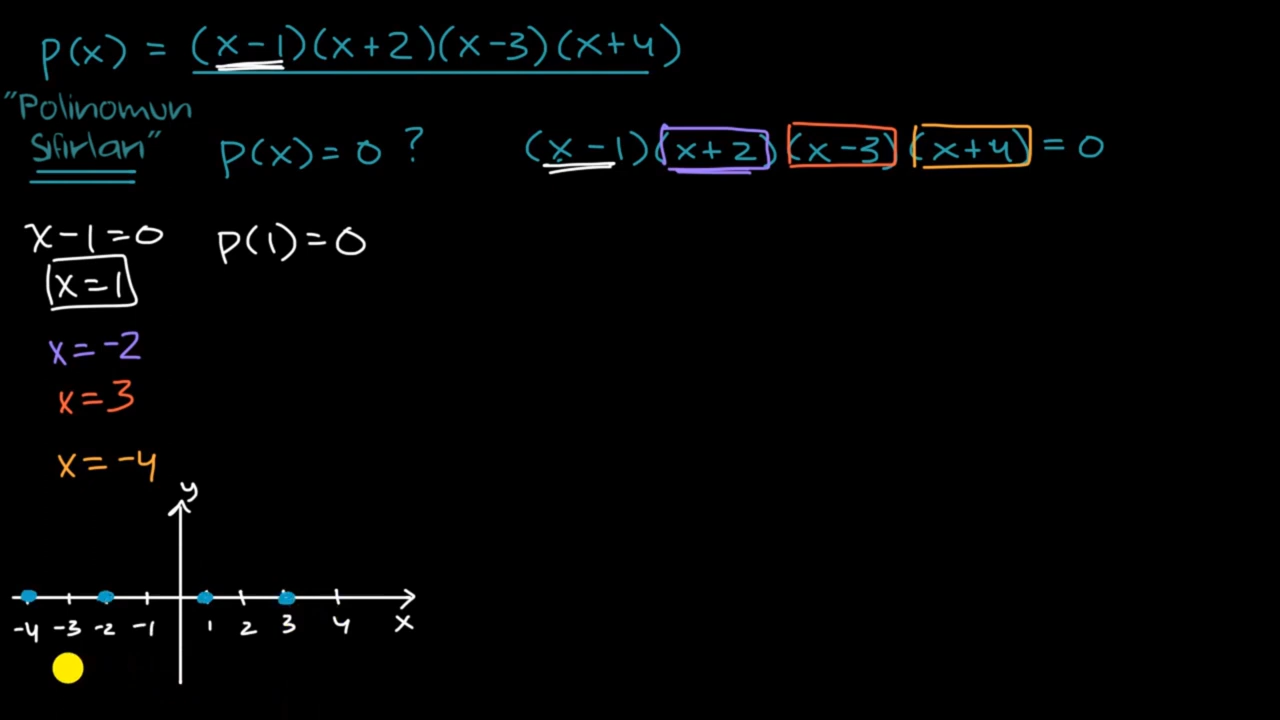 p(x) = (x-1)(x+2)(x-3)(x+4)
"Polinomun
Sıfırları"
p(x)=0 ?
(x-1)(x+2)(x-3)(x+4)=0
x-1=0
p(1)=0
x=1
x=-2
x=3
x=-4
y
-4 -3 -2 -1 1 2 3 4 x